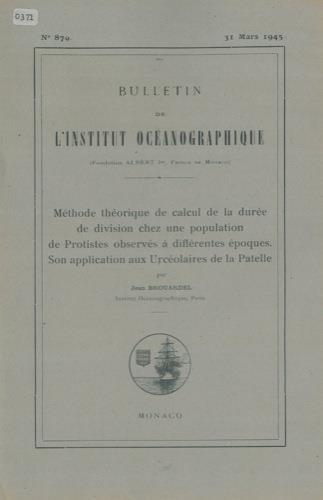 0371
N° 870.
31 Mars 1945
BULLETIN
DE
L'INSTITUT OCÉANOGRAPHIQUE
(Fondation ALBERT Ier, Prince de Monaco)
Méthode théorique de calcul de la durée
de division chez une population
de Protistes observés à différentes époques.
Son application aux Urcéolaires de la Patelle
par
Jean BROUARDEL
Institut Océanographique, Paris
MONACO